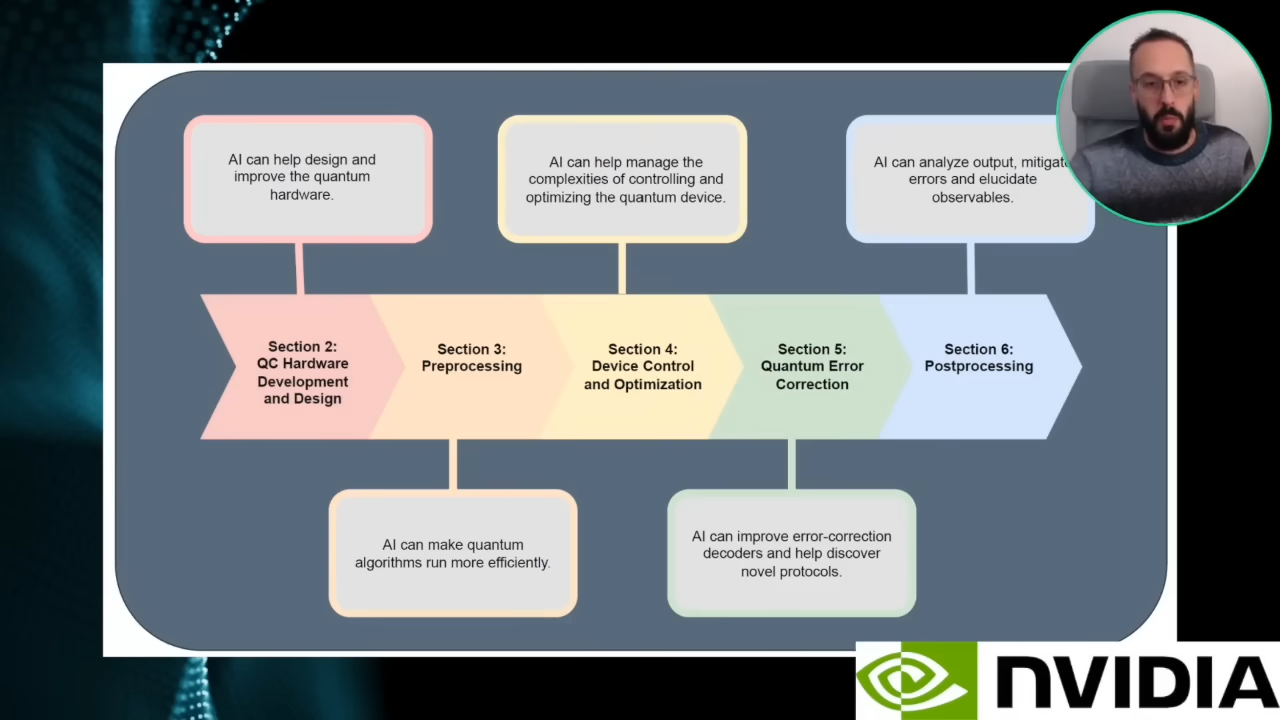 AI can help design and
improve the quantum
hardware.
AI can help manage the
complexities of controlling and
optimizing the quantum device.
AI can analyze output, mitigate
errors and elucidate
observables.
Section 2:
QC Hardware
Development
and Design
Section 3:
Preprocessing
Section 4:
Device Control
and Optimization
Section 5:
Quantum Error
Correction
Section 6:
Postprocessing
AI can make quantum
algorithms run more efficiently.
AI can improve error-correction
decoders and help discover
novel protocols.
NVIDIA